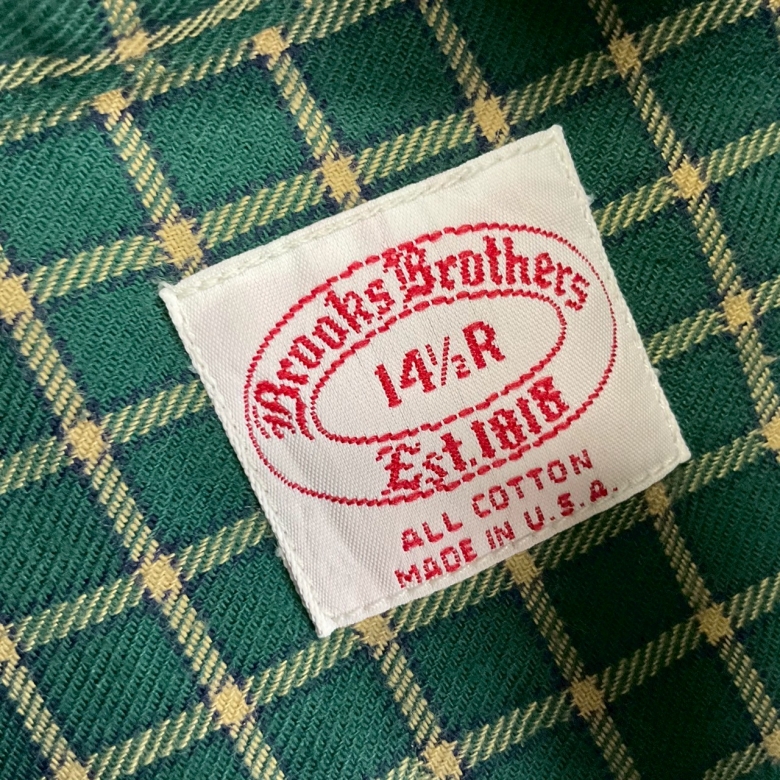 Brooks Brothers
14½R
Est. 1818
ALL COTTON
MADE IN U.S.A.